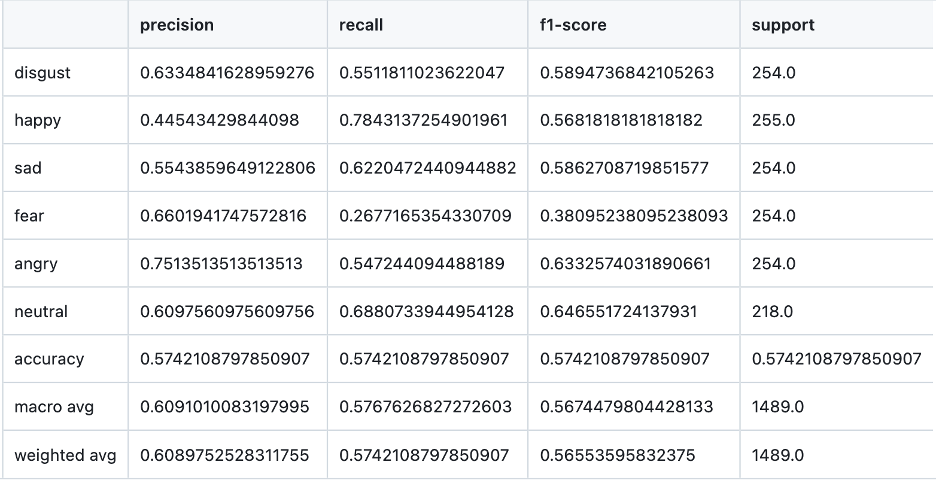 precision recall f1-score support
disgust 0.6334841628959276 0.5511811023622047 0.5894736842105263 254.0
happy 0.44543429844098 0.7843137254901961 0.5681818181818182 255.0
sad 0.5543859649122806 0.6220472440944882 0.5862708719851577 254.0
fear 0.6601941747572816 0.2677165354330709 0.38095238095238093 254.0
angry 0.7513513513513513 0.547244094488189 0.6332574031890661 254.0
neutral 0.6097560975609756 0.6880733944954128 0.646551724137931 218.0
accuracy 0.5742108797850907 0.5742108797850907 0.5742108797850907 0.5742108797850907
macro avg 0.6091010083197995 0.5767626827272603 0.5674479804428133 1489.0
weighted avg 0.6089752528311755 0.5742108797850907 0.56553595832375 1489.0